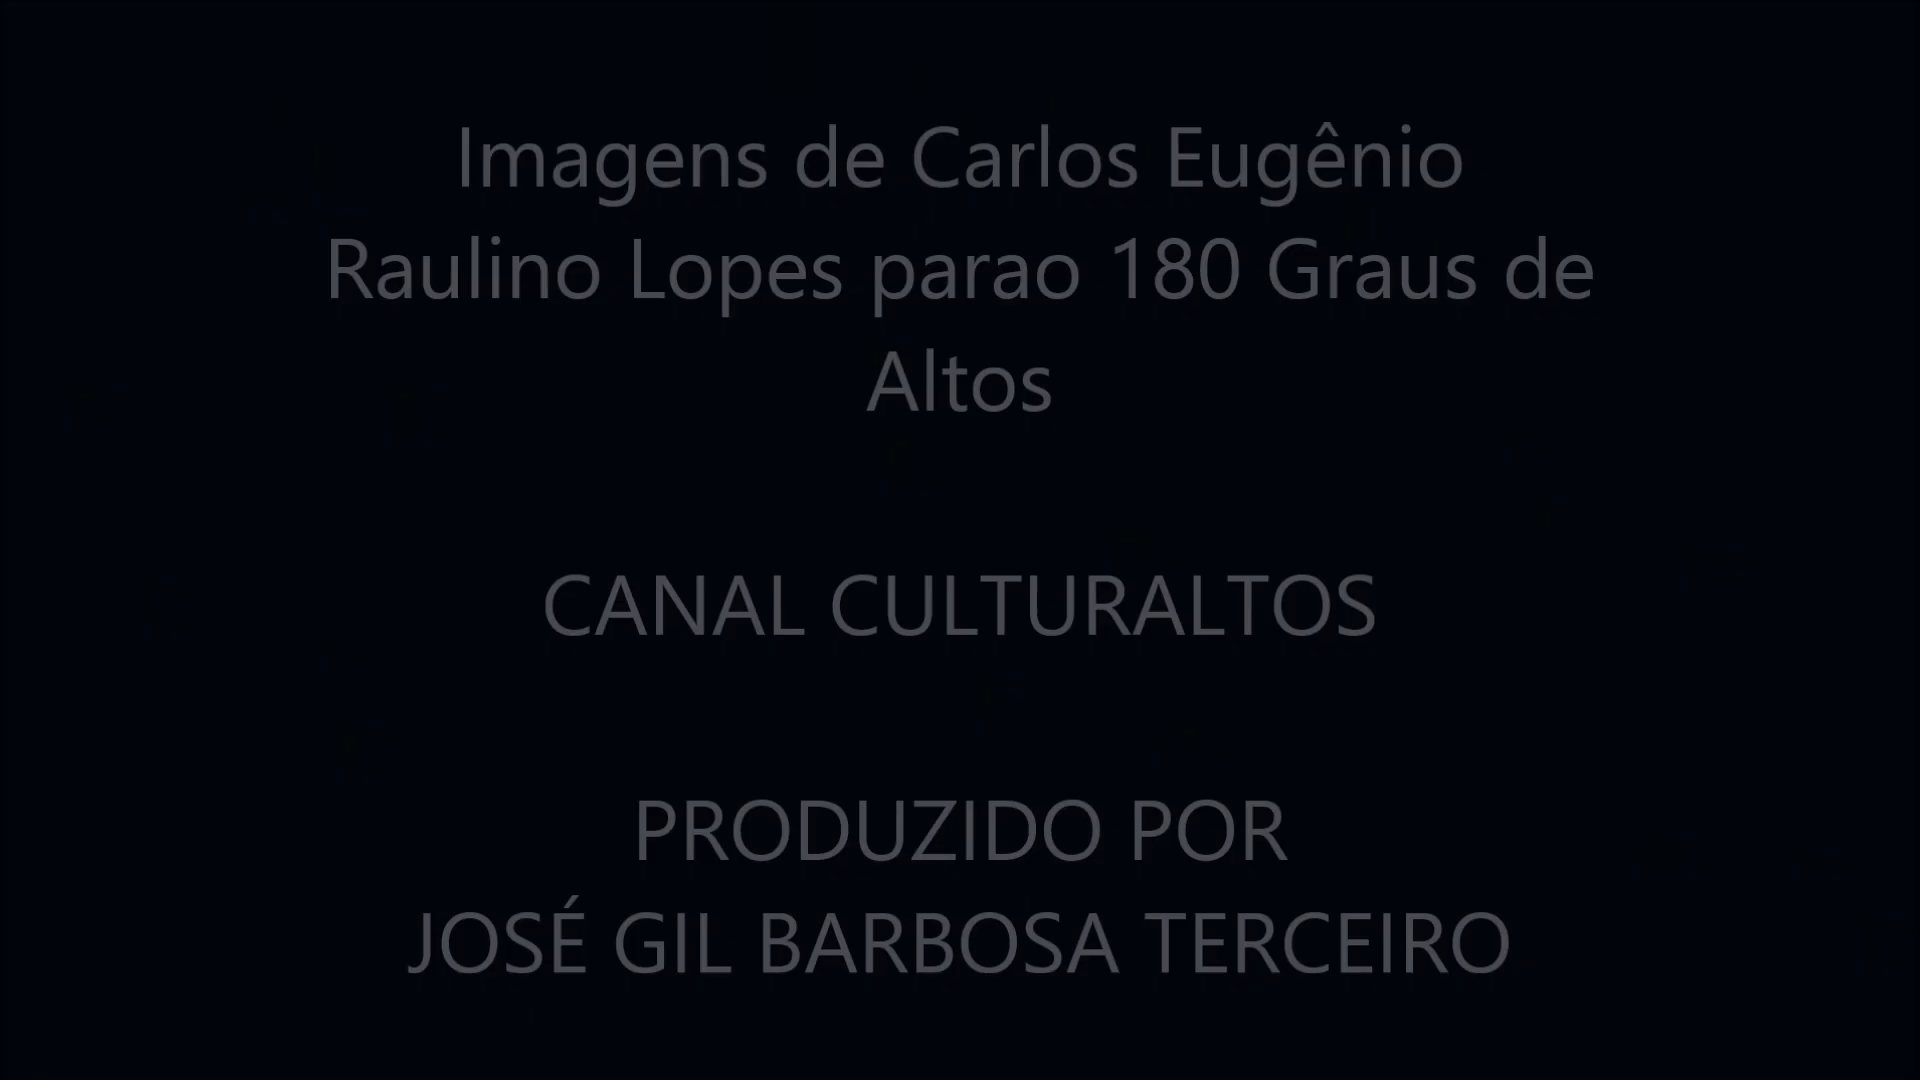 Imagens de Carlos Eugênio
Raulino Lopes parao 180 Graus de
Altos
CANAL CULTURALTOS
PRODUZIDO POR
JOSÉ GIL BARBOSA TERCEIRO